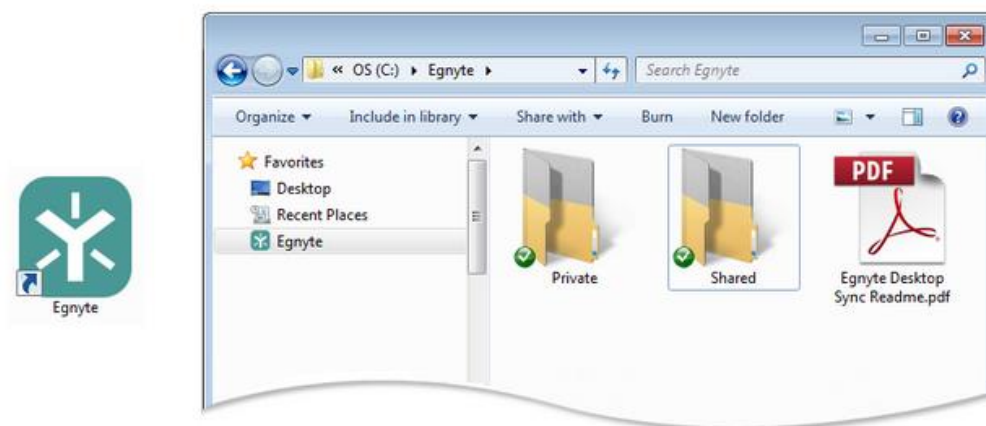 « OS (C:) ▸ Egnyte ▸
Search Egnyte
Organize
Include in library
Share with
Burn
New folder
Favorites
Desktop
Recent Places
Egnyte
Private
Shared
PDF
Egnyte Desktop
Sync Readme.pdf
Egnyte